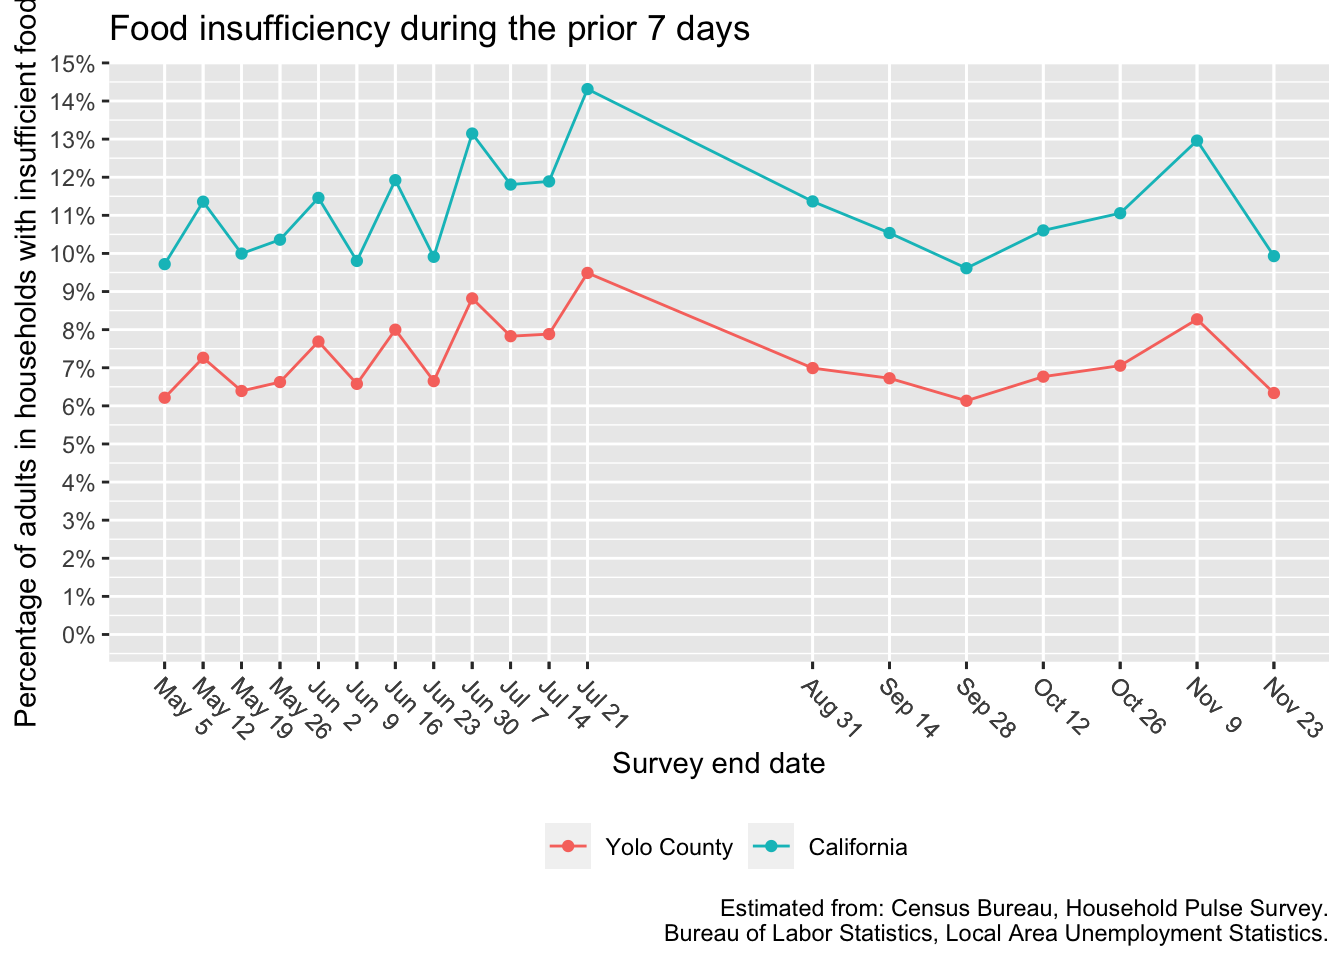 Food insufficiency during the prior 7 days
Percentage of adults in households with insufficient food
15%
14%
13%
12%
11%
10%
9%
8%
7%
6%
5%
4%
3%
2%
1%
0%
May 5
May 12
May 19
May 26
Jun 2
Jun 9
Jun 16
Jun 23
Jun 30
Jul 7
Jul 14
Jul 21
Aug 31
Sep 14
Sep 28
Oct 12
Oct 26
Nov 9
Nov 23
Survey end date
Yolo County
California
Estimated from: Census Bureau, Household Pulse Survey.
Bureau of Labor Statistics, Local Area Unemployment Statistics.